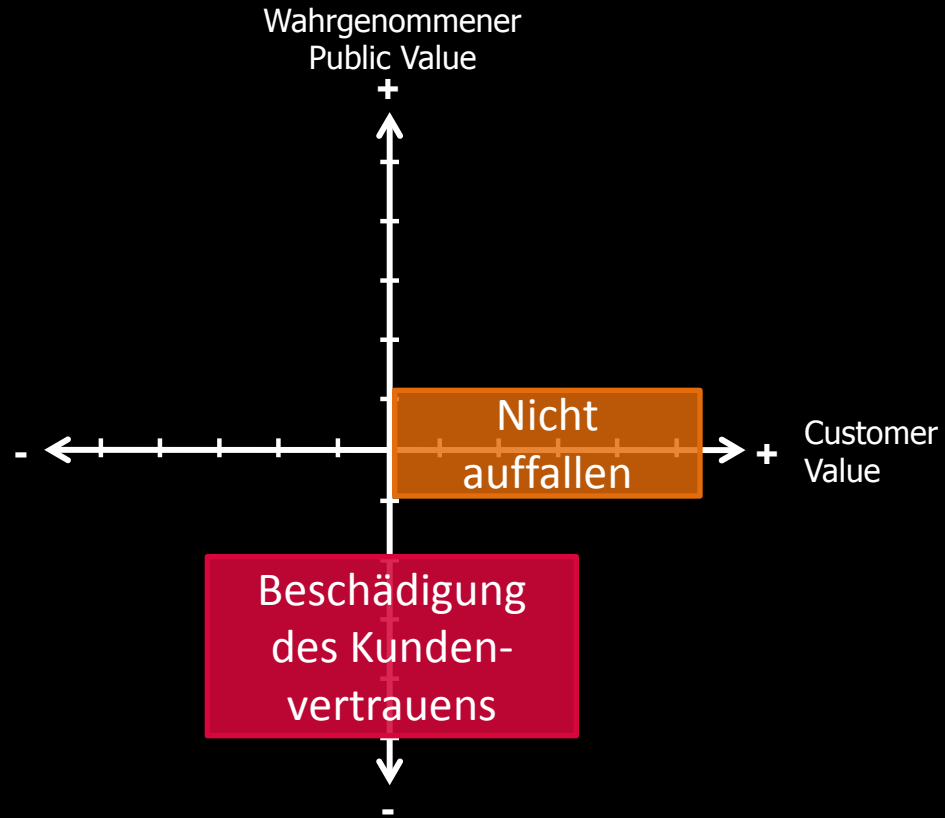 Wahrgenommener
Public Value
+
Nicht
auffallen
- 
+
Customer
Value
Beschädigung
des Kunden-
vertrauens
-